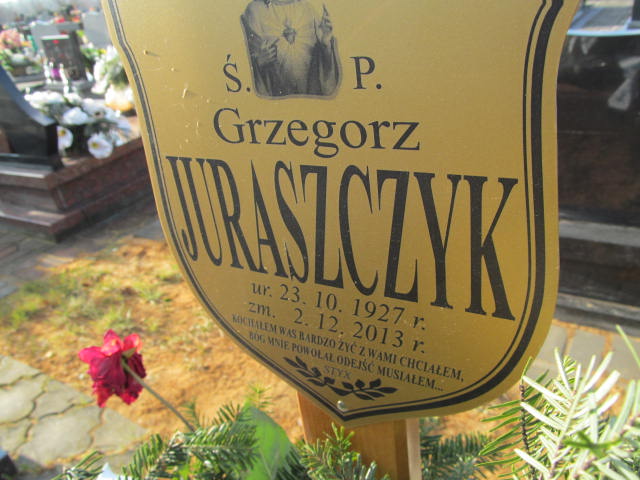 Ś. P.
Grzegorz
JURASZCZYK
ur. 23. 10. 1927 r.
zm. 2. 12. 2013 r.
KOCHAŁEM WAS BARDZO ŻYĆ Z WAMI CHCIAŁEM,
BÓG MNIE POWOŁAŁ ODEJŚĆ MUSIAŁEM...
STYX